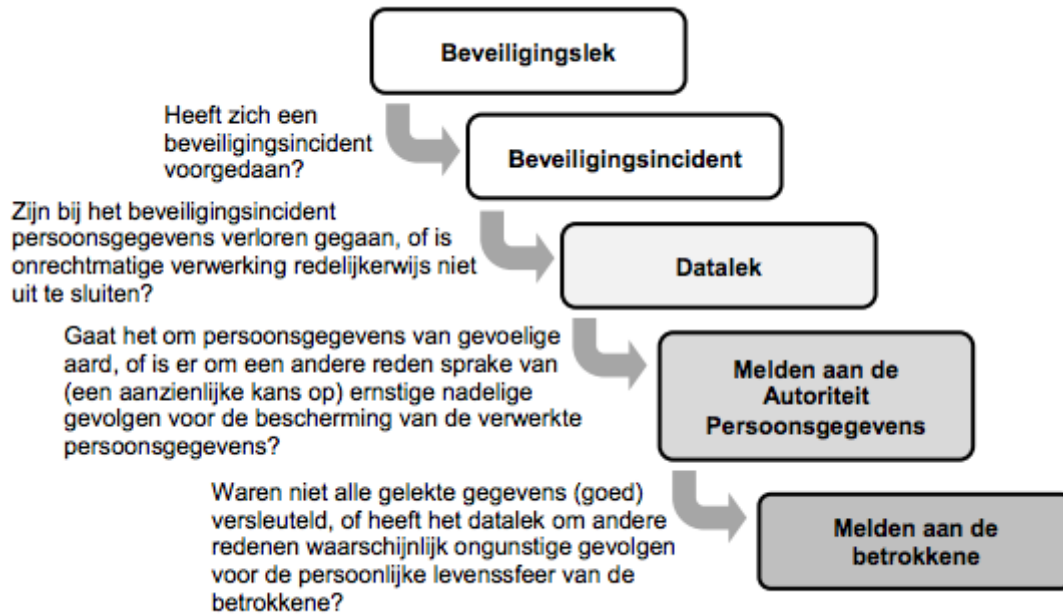 Beveiligingslek
Heeft zich een
beveiligingsincident
voorgedaan?
Beveiligingsincident
Zijn bij het beveiligingsincident
persoonsgegevens verloren gegaan, of is
onrechtmatige verwerking redelijkerwijs niet
uit te sluiten?
Datalek
Gaat het om persoonsgegevens van gevoelige
aard, of is er om een andere reden sprake van
(een aanzienlijke kans op) ernstige nadelige
gevolgen voor de bescherming van de verwerkte
persoonsgegevens?
Melden aan de
Autoriteit
Persoonsgegevens
Waren niet alle gelekte gegevens (goed)
versleuteld, of heeft het datalek om andere
redenen waarschijnlijk ongunstige gevolgen
voor de persoonlijke levenssfeer van de
betrokkene?
Melden aan de
betrokkene